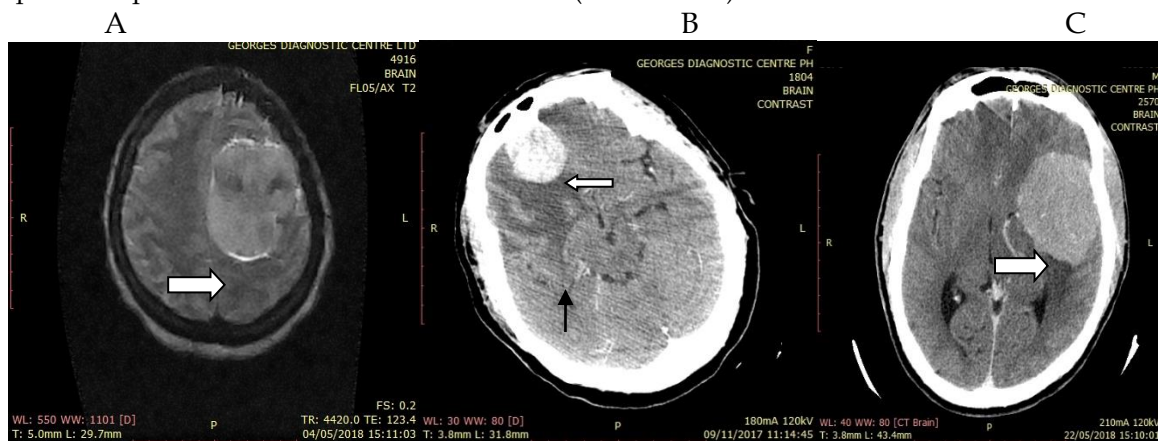 A
B
C
GEORGES DIAGNOSTIC CENTRE LTD
4916
BRAIN
FL05/AX T2
R
L
WL: 550 WW: 1101 [D]
T: 5.0mm L: 29.7mm
P
FS: 0.2
TR: 4420.0 TE: 123.4
04/05/2018 15:11:03
F
GEORGES DIAGNOSTIC CENTRE PH
1804
BRAIN
CONTRAST
R
L
WL: 30 WW: 80 [D]
T: 3.8mm L: 31.8mm
P
180mA 120kV
09/11/2017 11:14:45
M
GEORGES DIAGNOSTIC CENTRE PH
2570
BRAIN
CONTRAST
R
L
WL: 40 WW: 80 [CT Brain]
T: 3.8mm L: 43.4mm
P
210mA 120kV
22/05/2018 15:10:01